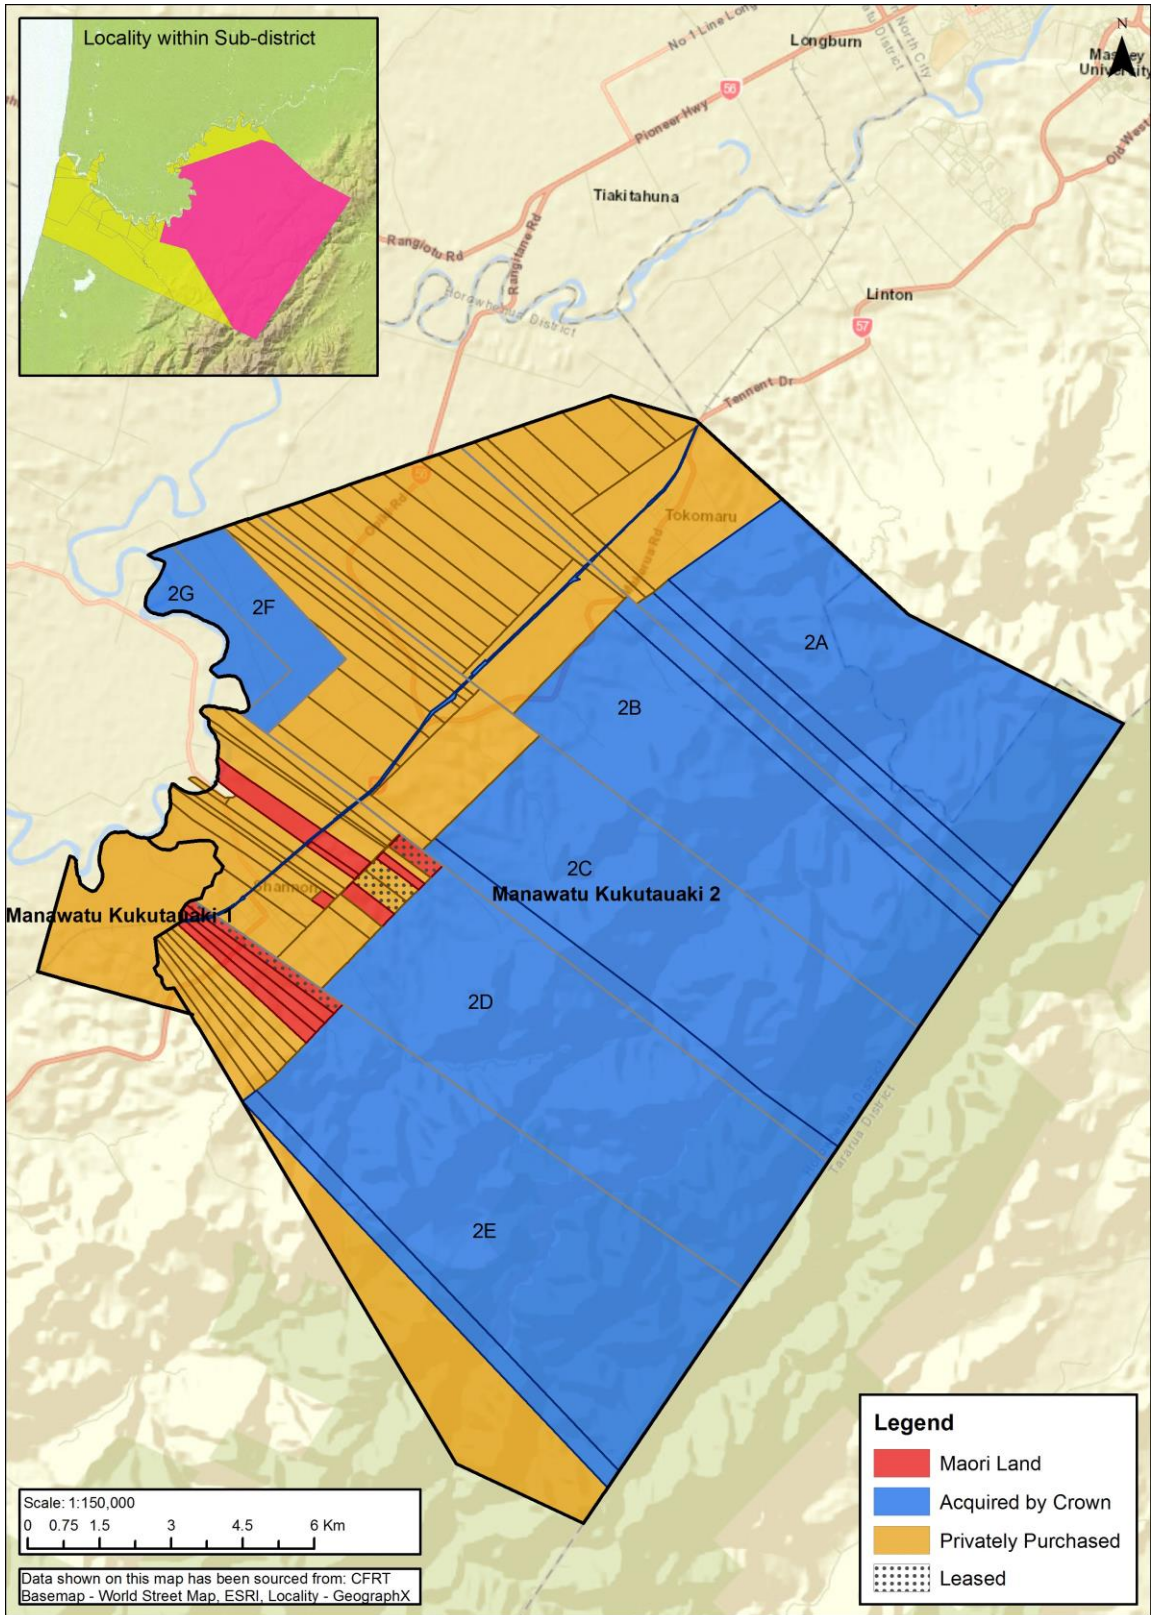 Locality within Sub-district
No 1 Line Long
Longburn
North City
District
N
Massey
University
56
Pioneer Hwy
Old West
Tiakitahuna
Rangiotu Rd
Rangitane Rd
Horowhenua District
Linton
57
Tennent Dr
Tokomaru
2G
2F
2A
2B
2C
Shannon
Manawatu Kukutauaki 2
Manawatu Kukutauaki 1
2D
Tararua District
2E
Legend
Maori Land
Acquired by Crown
Privately Purchased
Leased
Scale: 1:150,000
0 0.75 1.5 3 4.5 6 Km
Data shown on this map has been sourced from: CFRT
Basemap - World Street Map, ESRI, Locality - GeographX